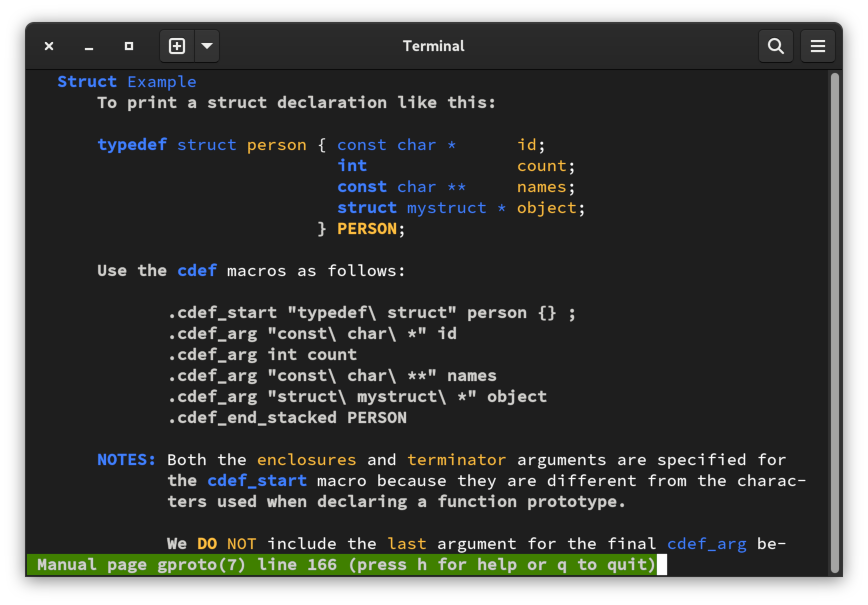 Terminal
Struct Example
To print a struct declaration like this:
typedef struct person { const char * id;
int count;
const char ** names;
struct mystruct * object;
} PERSON;
Use the cdef macros as follows:
.cdef_start "typedef\ struct" person {} ;
.cdef_arg "const\ char\ *" id
.cdef_arg int count
.cdef_arg "const\ char\ **" names
.cdef_arg "struct\ mystruct\ *" object
.cdef_end_stacked PERSON
NOTES: Both the enclosures and terminator arguments are specified for
the cdef_start macro because they are different from the charac-
ters used when declaring a function prototype.
We DO NOT include the last argument for the final cdef_arg be-
Manual page gproto(7) line 166 (press h for help or q to quit)